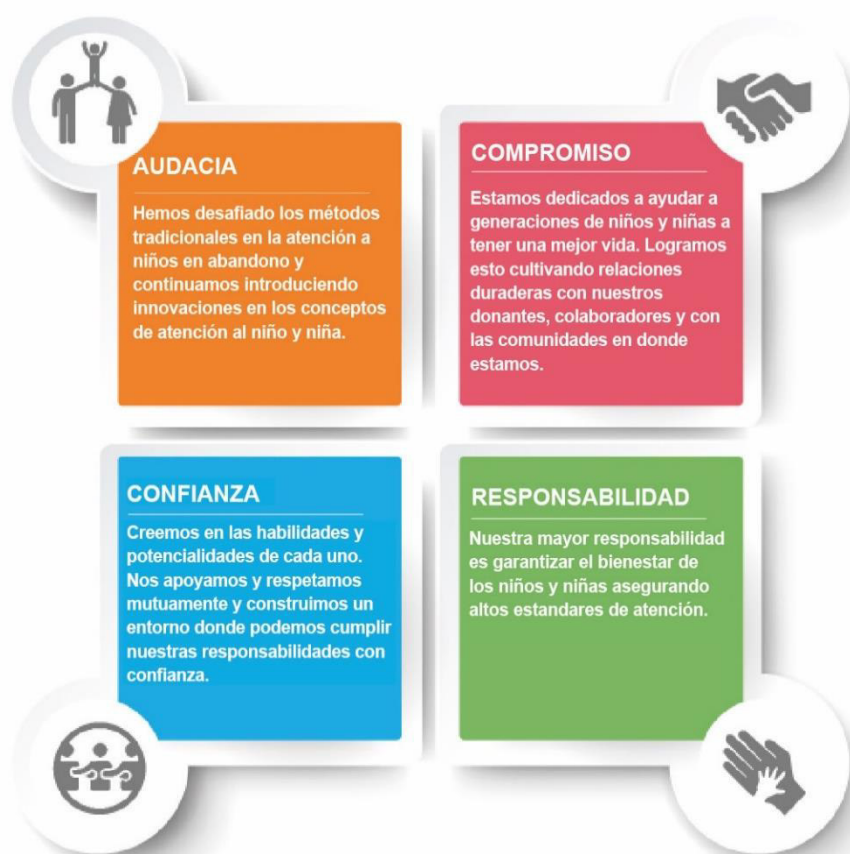 AUDACIA
Hemos desafiado los métodos
tradicionales en la atención a
niños en abandono y
continuamos introduciendo
innovaciones en los conceptos
de atención al niño y niña.
COMPROMISO
Estamos dedicados a ayudar a
generaciones de niños y niñas a
tener una mejor vida. Logramos
esto cultivando relaciones
duraderas con nuestros
donantes, colaboradores y con
las comunidades en donde
estamos.
CONFIANZA
Creemos en las habilidades y
potencialidades de cada uno.
Nos apoyamos y respetamos
mutuamente y construimos un
entorno donde podemos cumplir
nuestras responsabilidades con
confianza.
RESPONSABILIDAD
Nuestra mayor responsabilidad
es garantizar el bienestar de
los niños y niñas asegurando
altos estandares de atención.